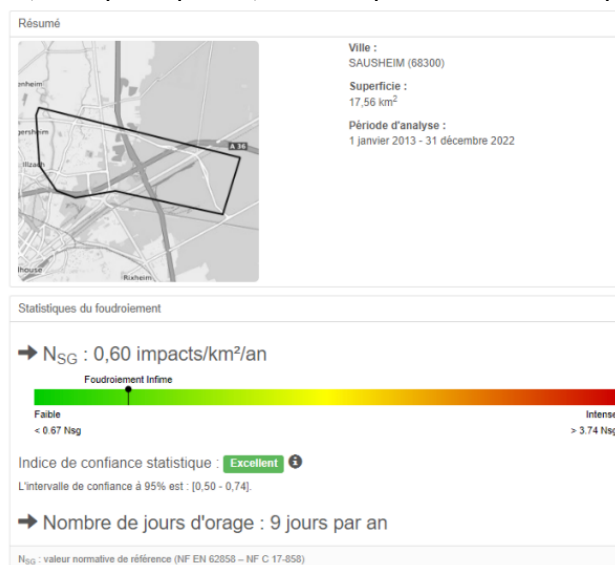 Résumé
Ville :
SAUSHEIM (68300)
Superficie :
17,56 km²
Période d'analyse :
1 janvier 2013 - 31 décembre 2022
enheim
gersheim
A 36
Illzach
lhouse
Rixheim
Statistiques du foudroiement
➔ NSG : 0,60 impacts/km²/an
Foudroiement Infime
Faible
Intense
< 0.67 Nsg
> 3.74 Nsg
Indice de confiance statistique : Excellent
L'intervalle de confiance à 95% est : [0,50 - 0,74].
➔ Nombre de jours d'orage : 9 jours par an
NSG : valeur normative de référence (NF EN 62858 – NF C 17-858)